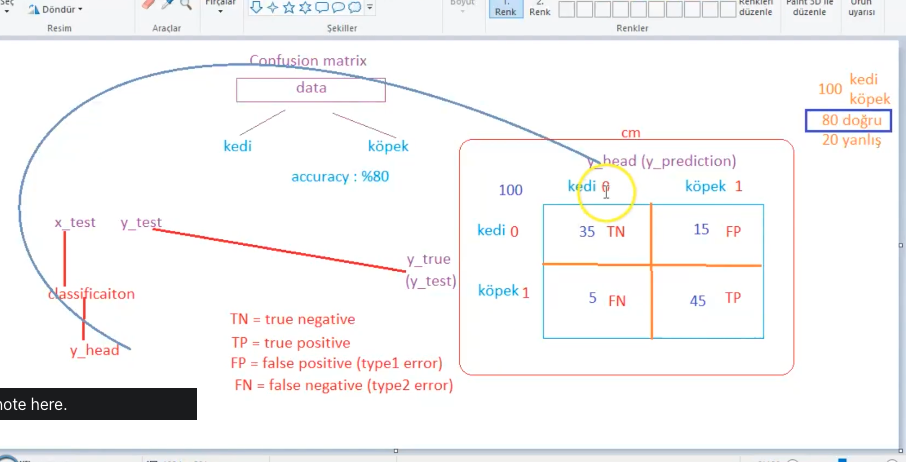 Seç
Döndür
Fırçalar
Boyut
1.
Renk
2.
Renk
Renkleri
düzenle
Paint 3D ile
düzenle
Ürün
uyarısı
Resim
Araçlar
Şekiller
Renkler
Confusion matrix
data
kedi
köpek
accuracy : %80
100
kedi
köpek
80 doğru
20 yanlış
cm
y_head (y_prediction)
100
kedi 0
köpek 1
x_test
y_test
kedi 0
35 TN
15 FP
y_true
(y_test)
classificaiton
köpek 1
5 FN
45 TP
y_head
TN = true negative
TP = true positive
FP = false positive (type1 error)
FN = false negative (type2 error)
note here.